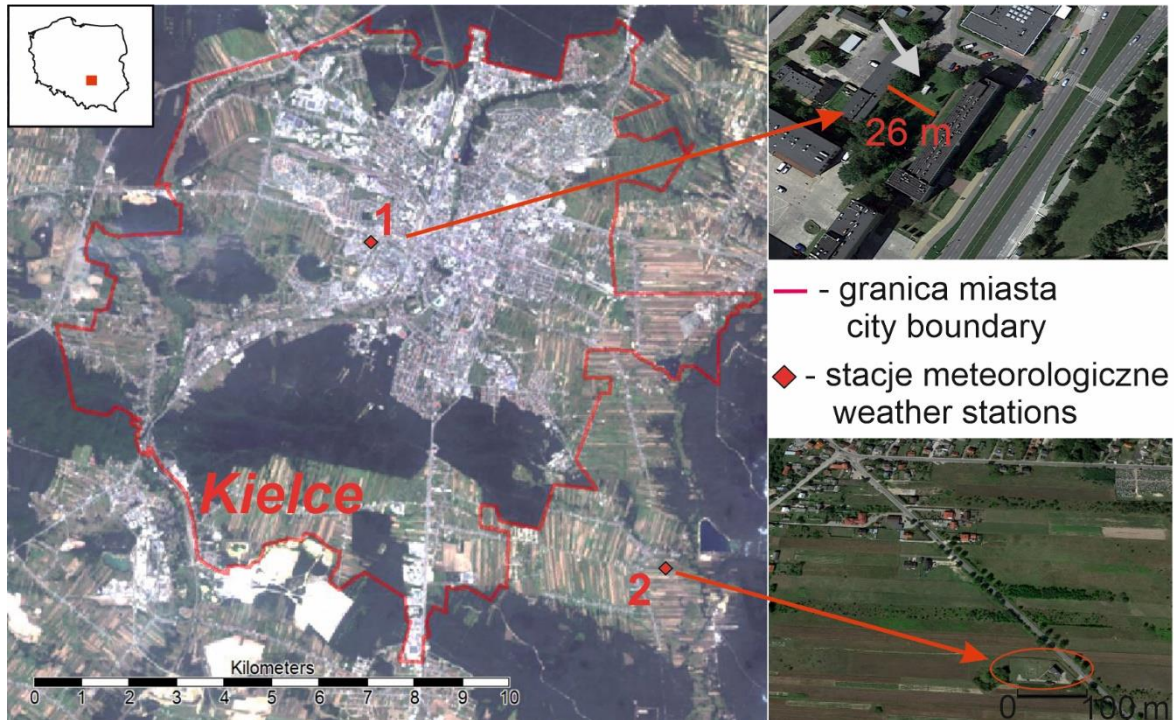 1
26 m
- granica miasta
city boundary
- stacje meteorologiczne
weather stations
Kielce
2
Kilometers
0 1 2 3 4 5 6 7 8 9 10
0 100 m